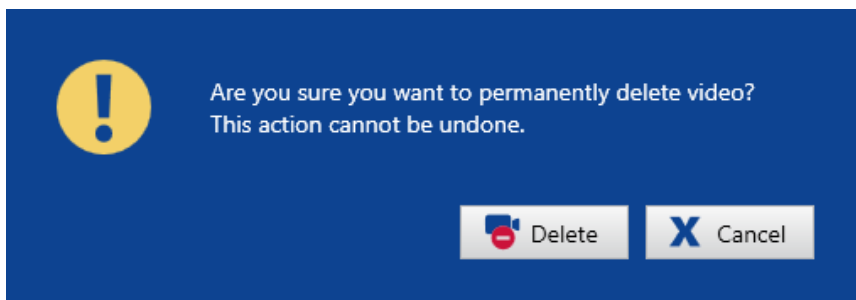 Are you sure you want to permanently delete video?
This action cannot be undone.
Delete
Cancel